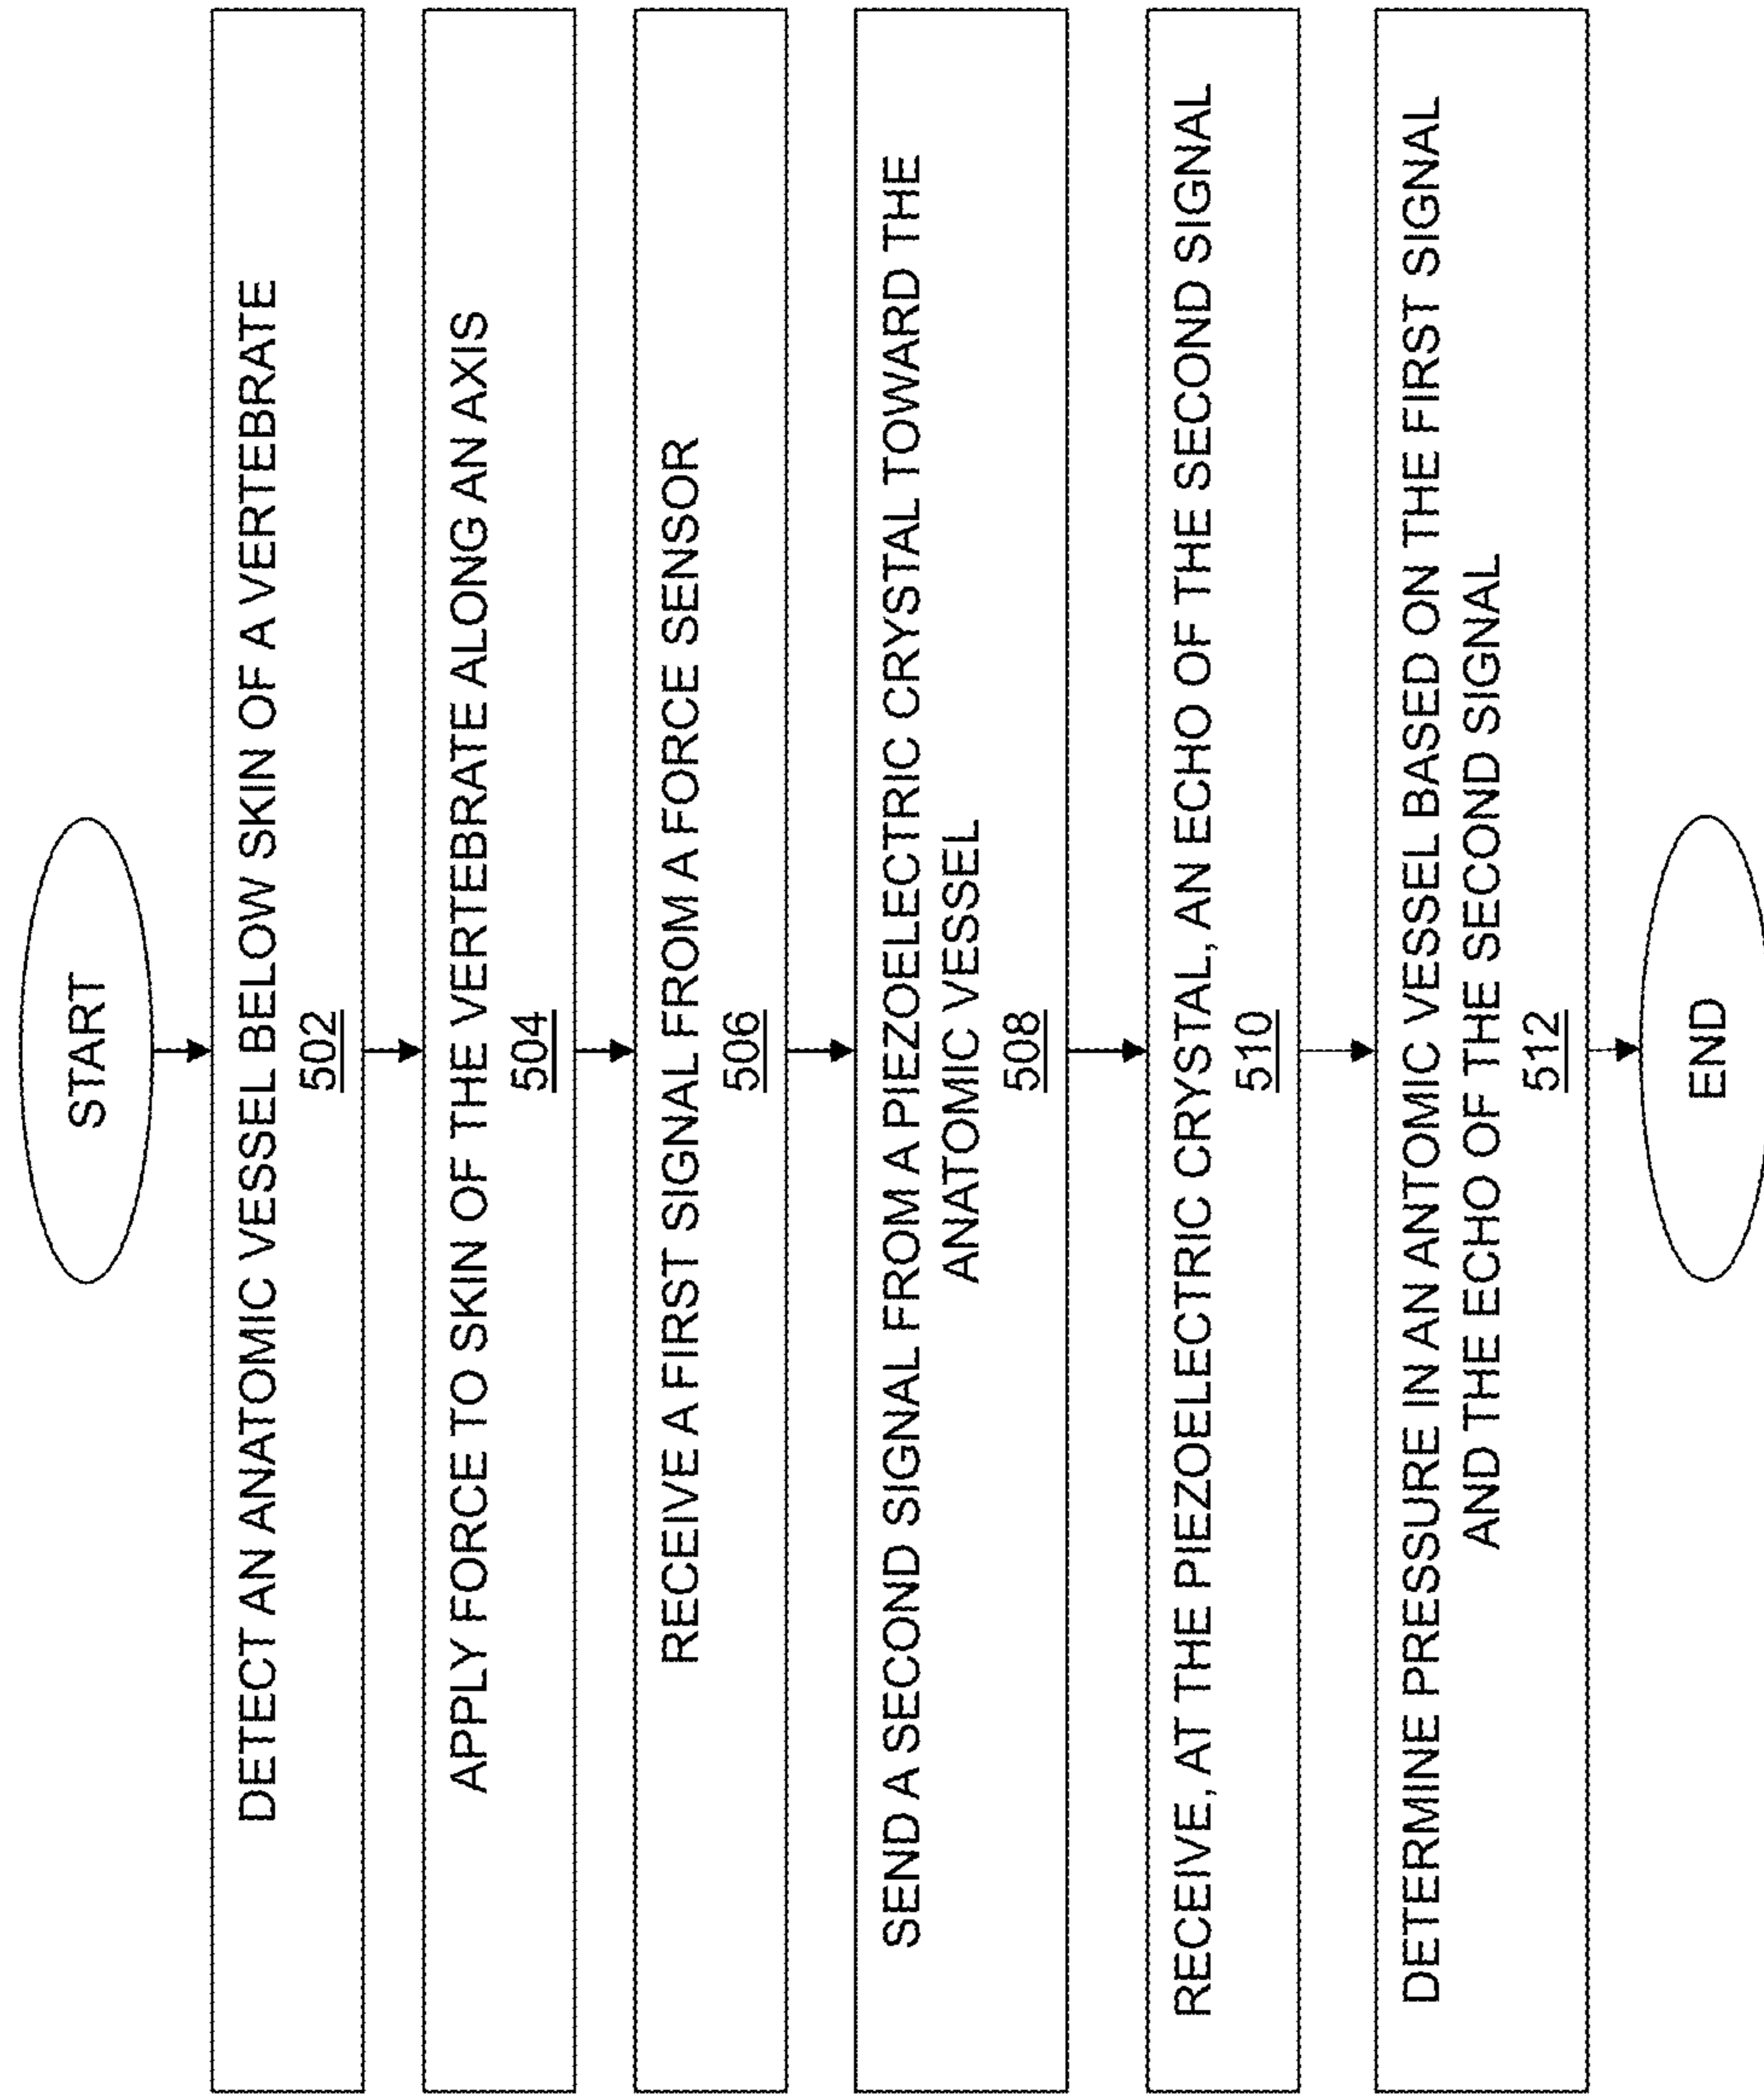 START
DETECT AN ANATOMIC VESSEL BELOW SKIN OF A VERTEBRATE
502
APPLY FORCE TO SKIN OF THE VERTEBRATE ALONG AN AXIS
504
RECEIVE A FIRST SIGNAL FROM A FORCE SENSOR
506
SEND A SECOND SIGNAL FROM A PIEZOELECTRIC CRYSTAL TOWARD THE
ANATOMIC VESSEL
508
RECEIVE, AT THE PIEZOELECTRIC CRYSTAL, AN ECHO OF THE SECOND SIGNAL
510
DETERMINE PRESSURE IN AN ANTOMIC VESSEL BASED ON THE FIRST SIGNAL
AND THE ECHO OF THE SECOND SIGNAL
512
END